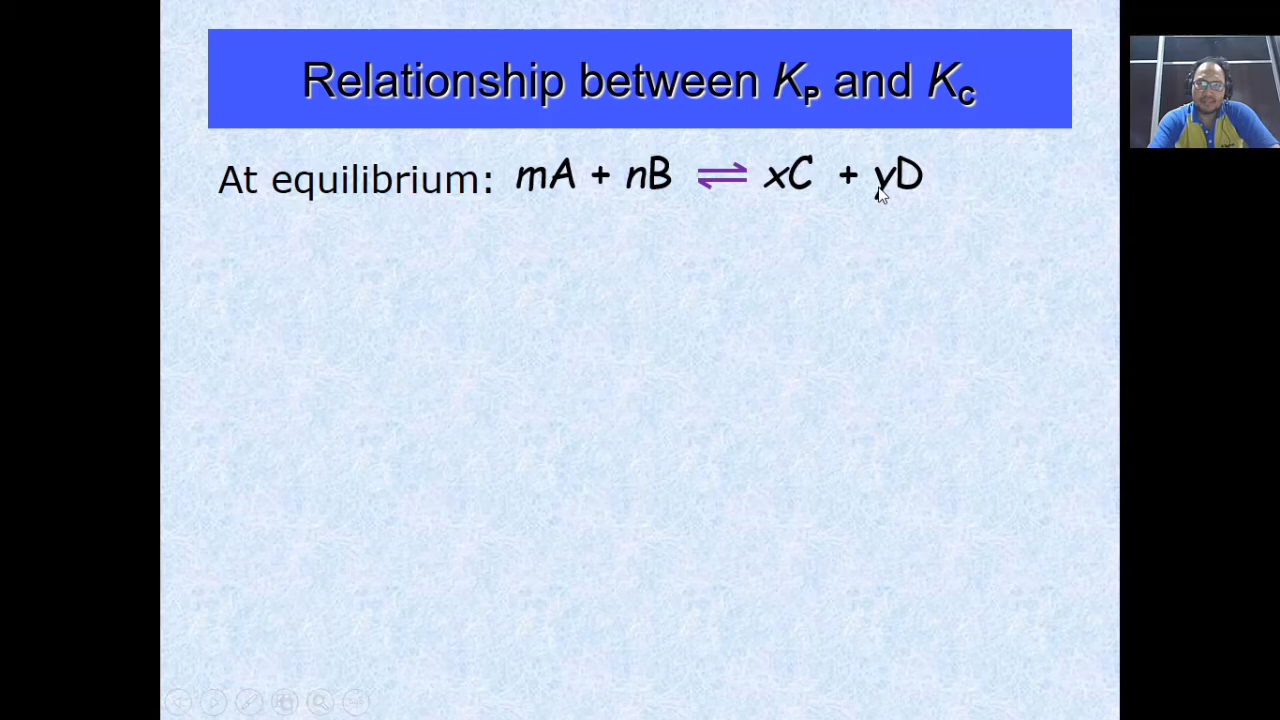 Relationship between KP and KC
At equilibrium: mA + nB ⇌ xC + yD